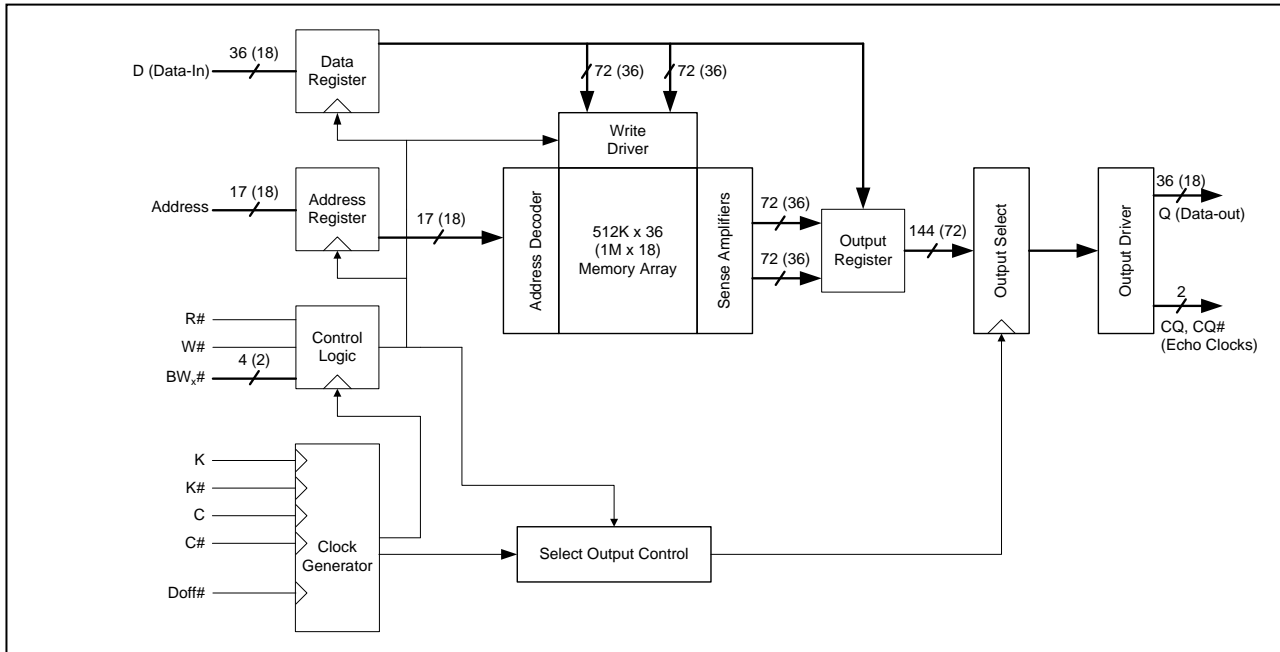 36 (18)
D (Data-In)
Data
Register
72 (36)
72 (36)
Write
Driver
17 (18)
Address
Address
Register
17 (18)
Address Decoder
512K x 36
(1M x 18)
Memory Array
Sense Amplifiers
72 (36)
72 (36)
Output
Register
144 (72)
Output Select
Output Driver
36 (18)
Q (Data-out)
2
CQ, CQ#
(Echo Clocks)
R#
W#
4 (2)
BWx#
Control
Logic
K
K#
C
C#
Doff#
Clock
Generator
Select Output Control